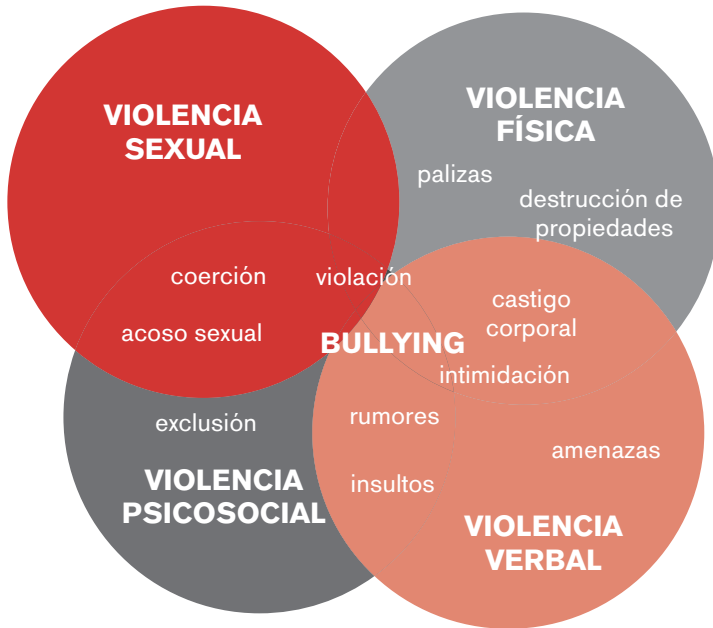 VIOLENCIA
SEXUAL
VIOLENCIA
FÍSICA
palizas
destrucción de
propiedades
coerción
violación
acoso sexual
castigo
corporal
BULLYING
intimidación
exclusión
rumores
amenazas
insultos
VIOLENCIA
PSICOSOCIAL
VIOLENCIA
VERBAL